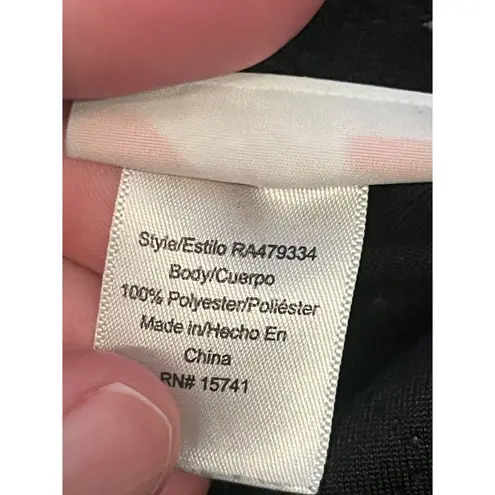 Style/Estilo RA479334
Body/Cuerpo
100% Polyester/Poliéster
Made in/Hecho En
China
RN# 15741